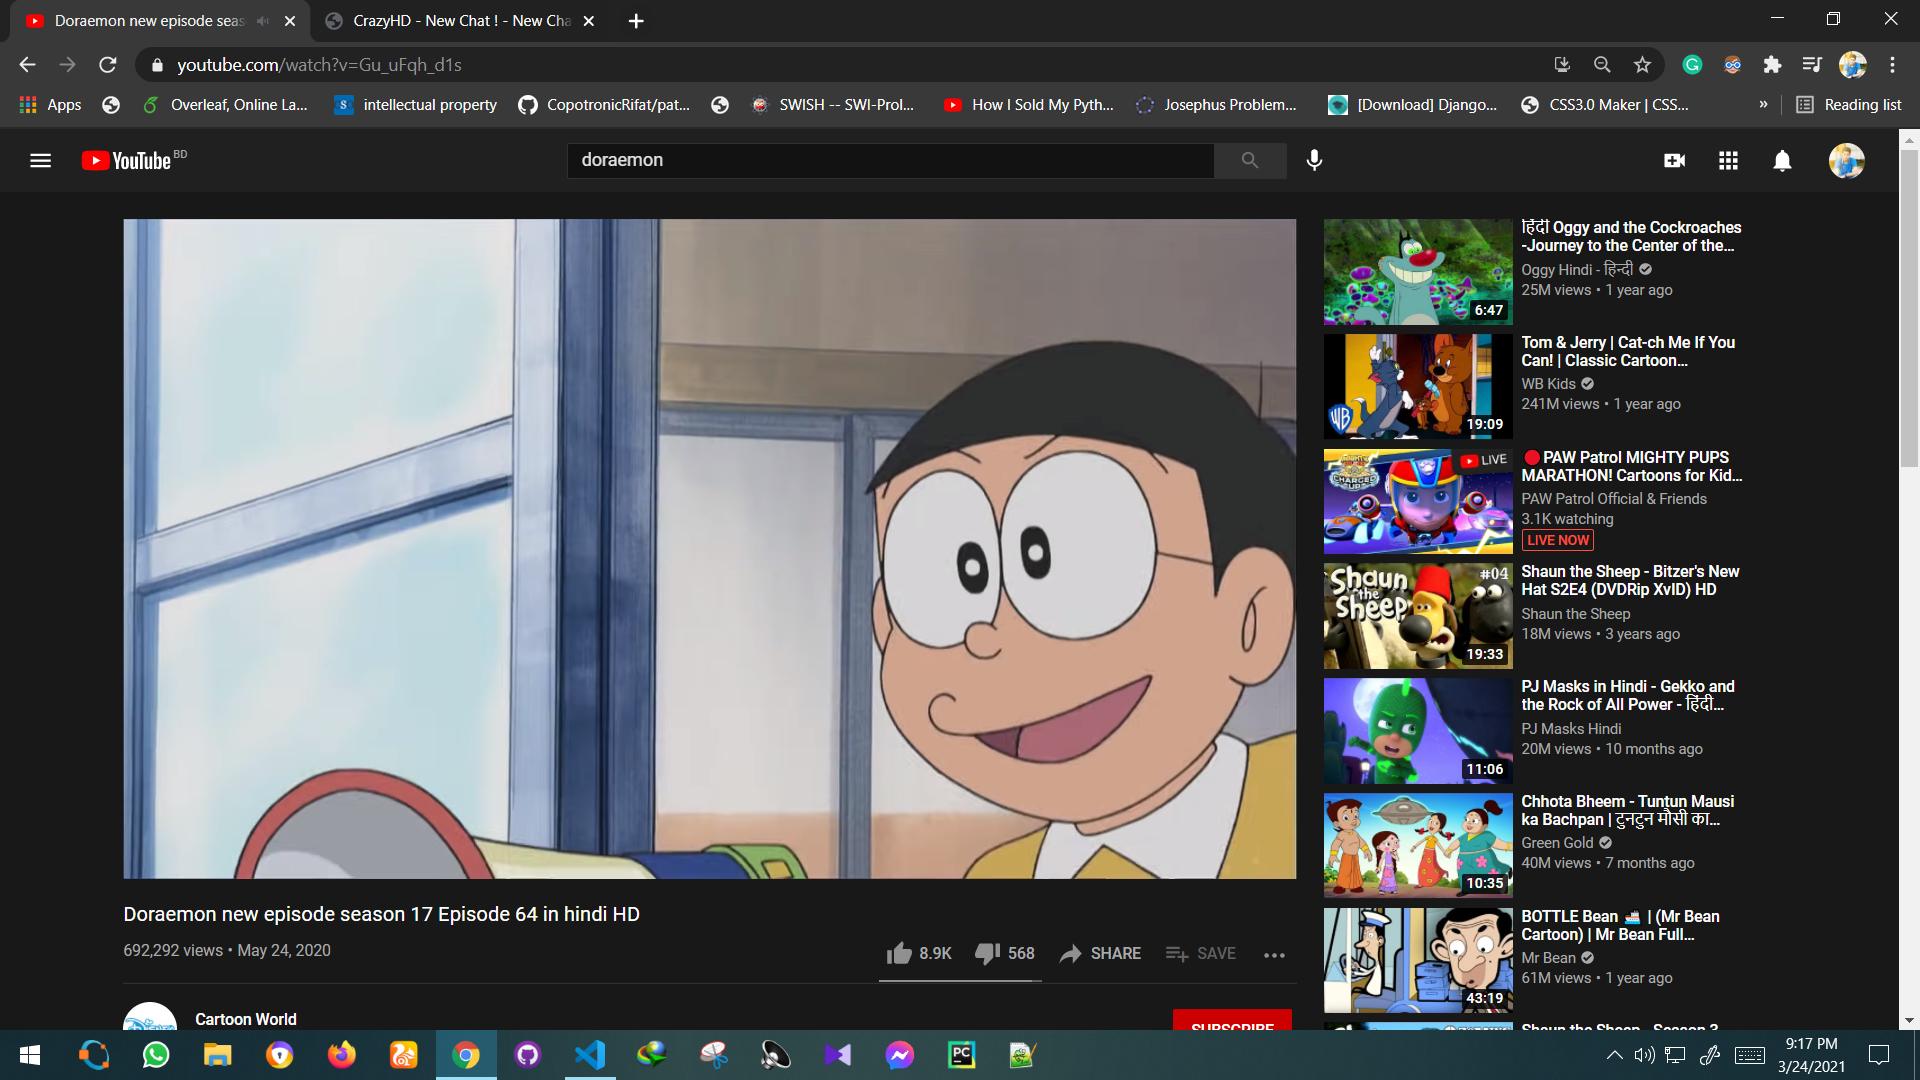 Doraemon new episode seas
CrazyHD - New Chat ! - New Cha
youtube.com/watch?v=Gu_uFqh_d1s
Apps
Overleaf, Online La...
intellectual property
CopotronicRifat/pat...
SWISH -- SWI-Prol...
How I Sold My Pyth...
Josephus Problem...
[Download] Django...
CSS3.0 Maker | CSS...
»
Reading list
YouTube BD
doraemon
हिंदी Oggy and the Cockroaches
-Journey to the Center of the...
Oggy Hindi - हिन्दी
25M views • 1 year ago
6:47
Tom & Jerry | Cat-ch Me If You
Can! | Classic Cartoon...
WB Kids
241M views • 1 year ago
WB
19:09
LIVE
PAW Patrol MIGHTY PUPS
MARATHON! Cartoons for Kid...
PAW Patrol Official & Friends
3.1K watching
LIVE NOW
CHARGED
Shaun the Sheep - Bitzer's New
Hat S2E4 (DVDRip XviD) HD
Shaun the Sheep
18M views • 3 years ago
Shaun
the
Sheep
#04
19:33
PJ Masks in Hindi - Gekko and
the Rock of All Power - हिंदी...
PJ Masks Hindi
20M views • 10 months ago
11:06
Chhota Bheem - Tuntun Mausi
ka Bachpan | टुनटुन मौसी का...
Green Gold
40M views • 7 months ago
10:35
BOTTLE Bean 🚢 | (Mr Bean
Cartoon) | Mr Bean Full...
Mr Bean
61M views • 1 year ago
43:19
Shaun the Sheep - Season 3
Doraemon new episode season 17 Episode 64 in hindi HD
692,292 views • May 24, 2020
8.9K
568
SHARE
SAVE
Cartoon World
SUBSCRIBE
PC
9:17 PM
3/24/2021